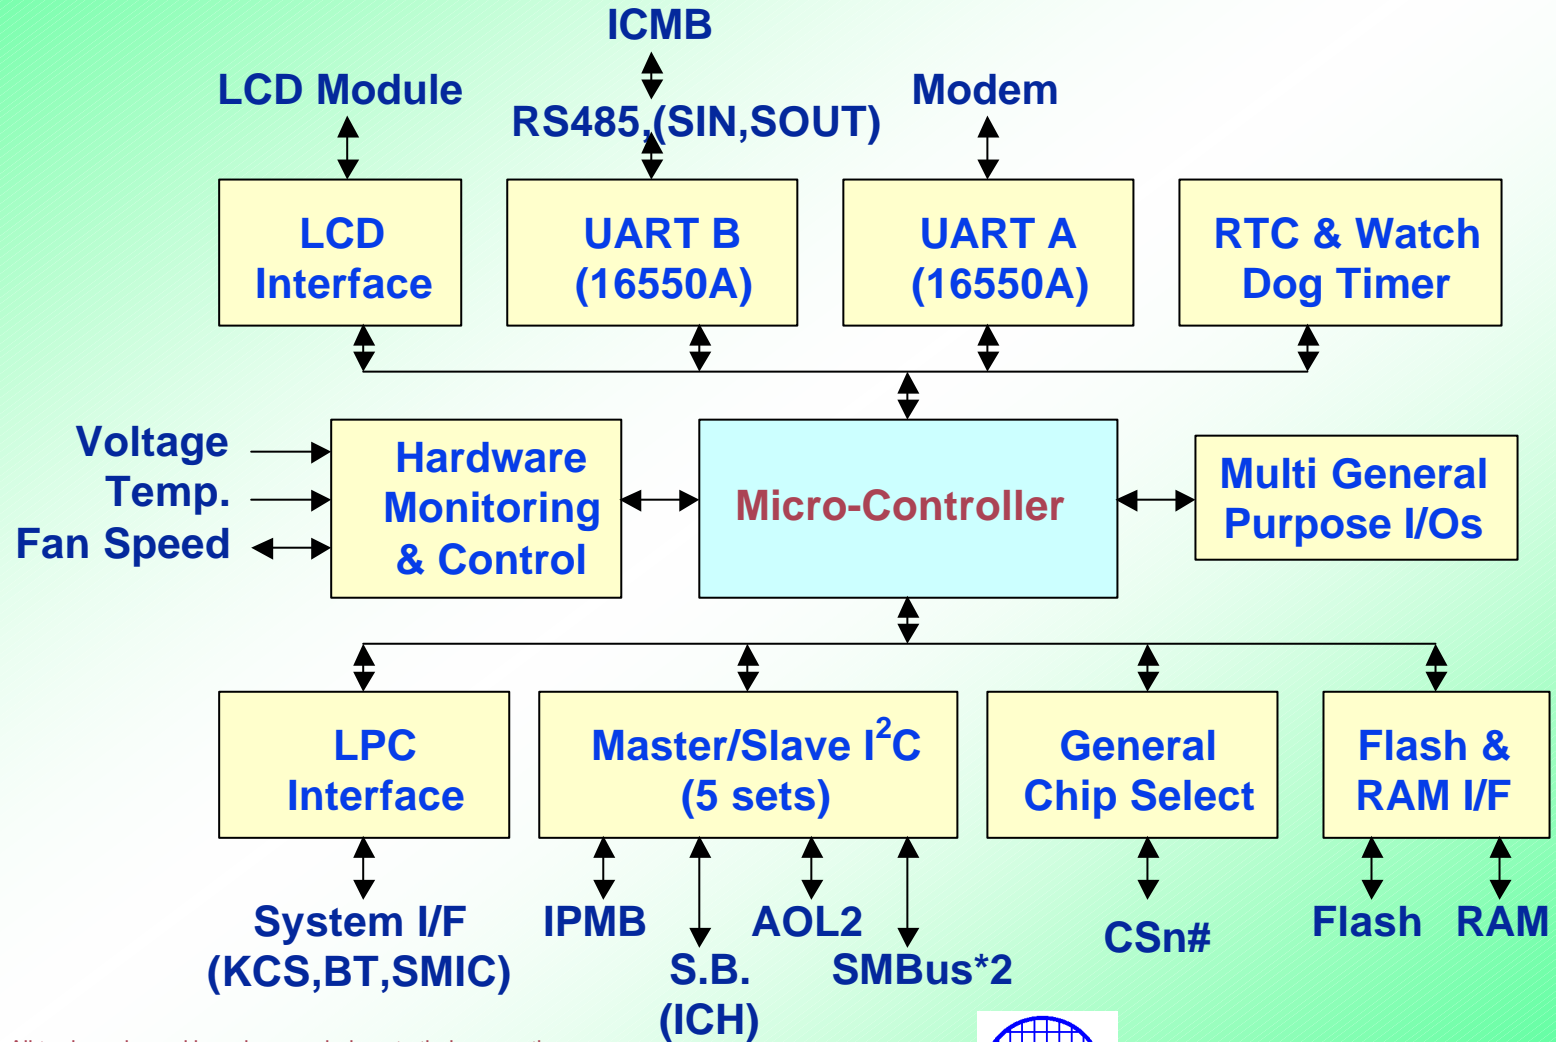 ICMB
LCD Module
RS485,(SIN,SOUT)
Modem
LCD
Interface
UART B
(16550A)
UART A
(16550A)
RTC & Watch
Dog Timer
Voltage
Temp.
Fan Speed
Hardware
Monitoring
& Control
Micro-Controller
Multi General
Purpose I/Os
LPC
Interface
Master/Slave I²C
(5 sets)
General
Chip Select
Flash &
RAM I/F
System I/F
(KCS,BT,SMIC)
IPMB
S.B.
(ICH)
AOL2
SMBus*2
CSn#
Flash
RAM